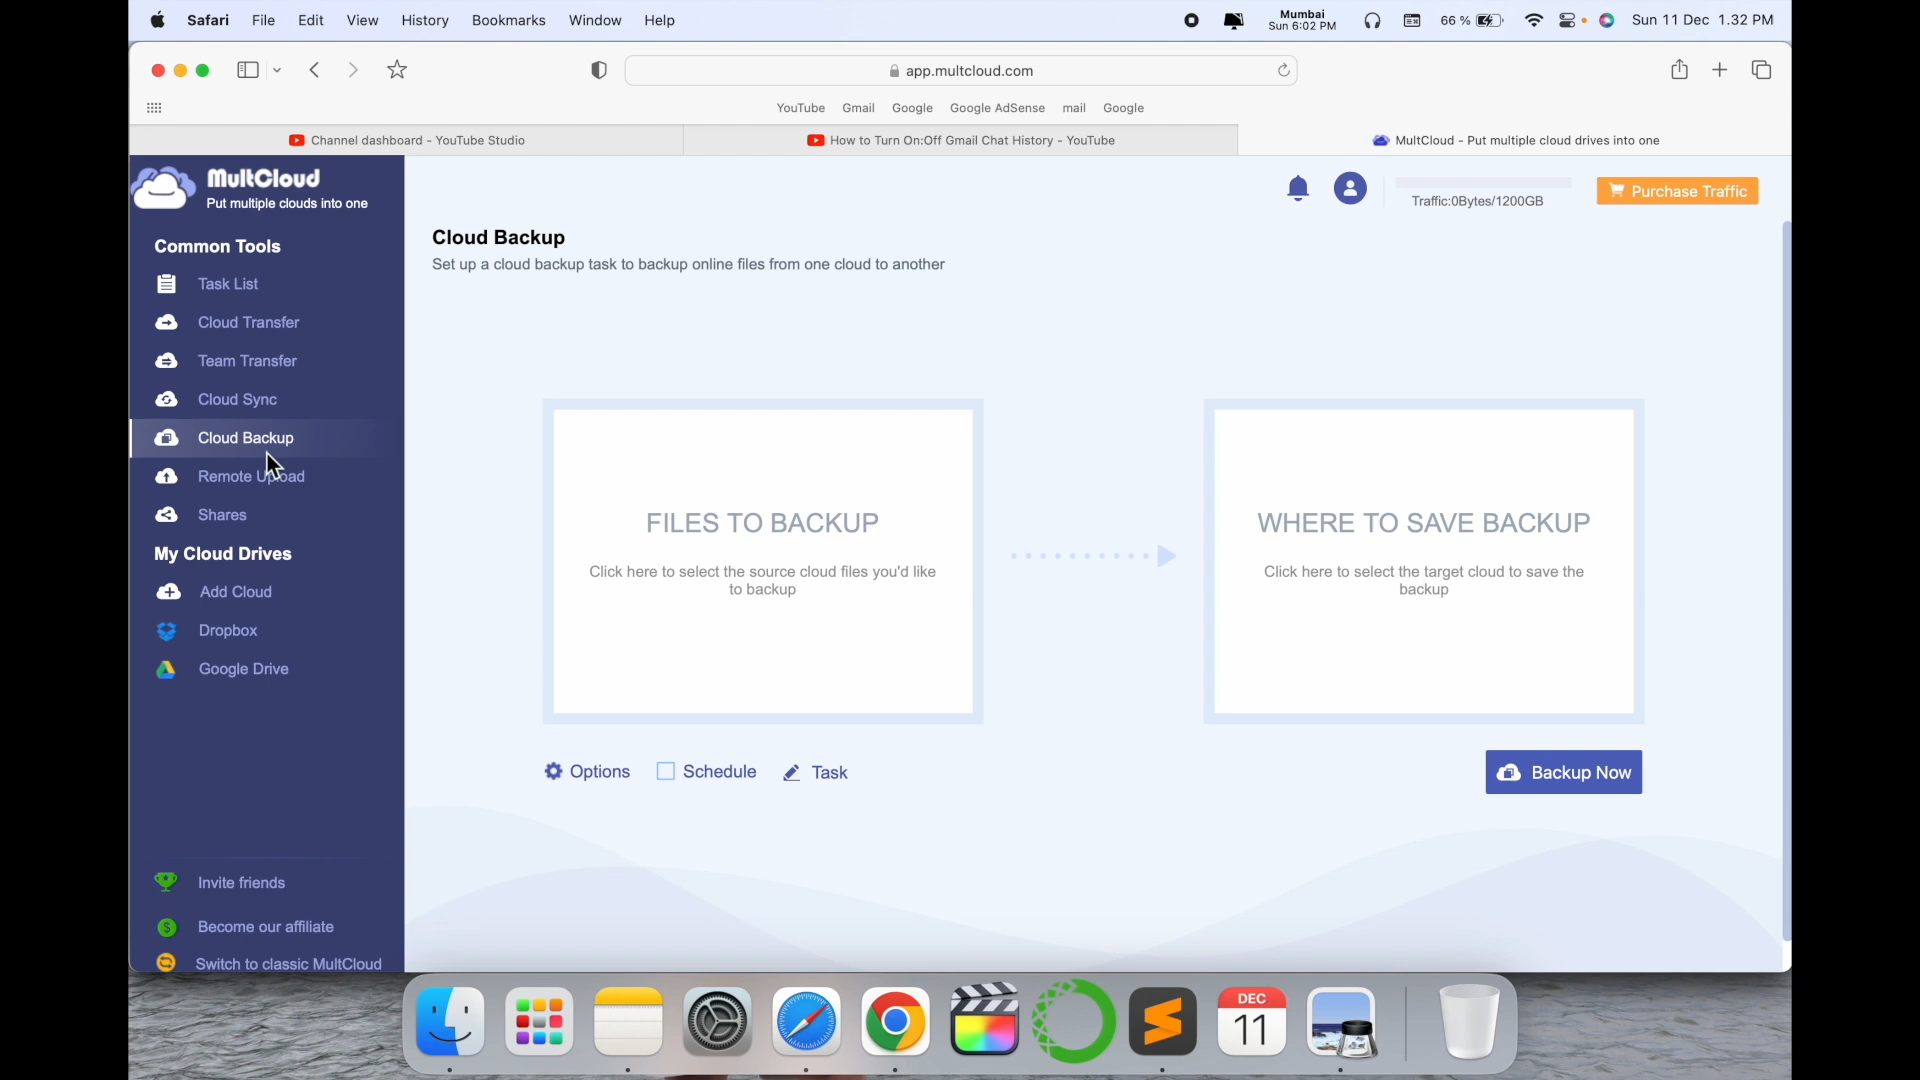 Safari File Edit View History Bookmarks Window Help
Mumbai
Sun 6:02 PM
66 %
Sun 11 Dec 1.32 PM
app.multcloud.com
YouTube Gmail Google Google AdSense mail Google
Channel dashboard - YouTube Studio
How to Turn On:Off Gmail Chat History - YouTube
MultCloud - Put multiple cloud drives into one
MultCloud
Put multiple clouds into one
Traffic:0Bytes/1200GB
Purchase Traffic
Common Tools
Task List
Cloud Transfer
Team Transfer
Cloud Sync
Cloud Backup
Remote Upload
Shares
My Cloud Drives
Add Cloud
Dropbox
Google Drive
Invite friends
Become our affiliate
Switch to classic MultCloud
Cloud Backup
Set up a cloud backup task to backup online files from one cloud to another
FILES TO BACKUP
Click here to select the source cloud files you'd like
to backup
WHERE TO SAVE BACKUP
Click here to select the target cloud to save the
backup
Options
Schedule
Task
Backup Now
DEC
11